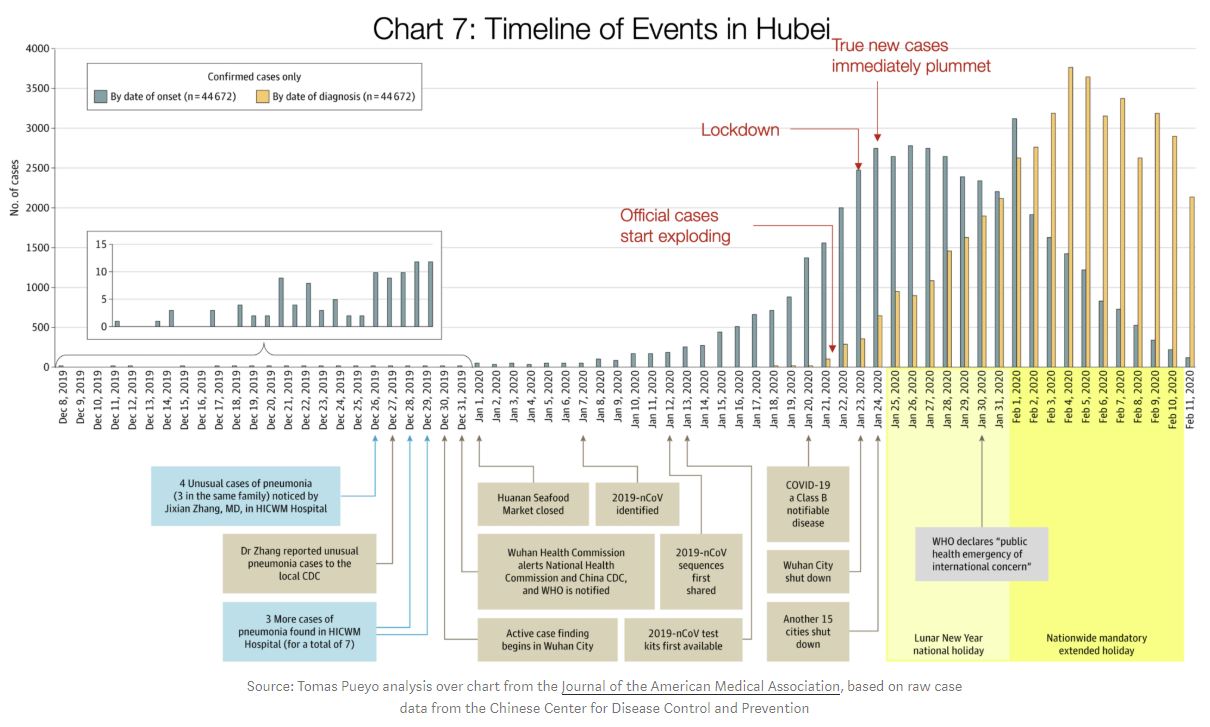 Chart 7: Timeline of Events in Hubei
True new cases
immediately plummet
Confirmed cases only
By date of onset (n=44672)
By date of diagnosis (n=44672)
Lockdown
Official cases
start exploding
No. of cases
4000
3500
3000
2500
2000
1500
1000
500
0
15
10
5
0
Dec 8, 2019
Dec 9, 2019
Dec 10, 2019
Dec 11, 2019
Dec 12, 2019
Dec 13, 2019
Dec 14, 2019
Dec 15, 2019
Dec 16, 2019
Dec 17, 2019
Dec 18, 2019
Dec 19, 2019
Dec 20, 2019
Dec 21, 2019
Dec 22, 2019
Dec 23, 2019
Dec 24, 2019
Dec 25, 2019
Dec 26, 2019
Dec 27, 2019
Dec 28, 2019
Dec 29, 2019
Dec 30, 2019
Dec 31, 2019
Jan 1, 2020
Jan 2, 2020
Jan 3, 2020
Jan 4, 2020
Jan 5, 2020
Jan 6, 2020
Jan 7, 2020
Jan 8, 2020
Jan 9, 2020
Jan 10, 2020
Jan 11, 2020
Jan 12, 2020
Jan 13, 2020
Jan 14, 2020
Jan 15, 2020
Jan 16, 2020
Jan 17, 2020
Jan 18, 2020
Jan 19, 2020
Jan 20, 2020
Jan 21, 2020
Jan 22, 2020
Jan 23, 2020
Jan 24, 2020
Jan 25, 2020
Jan 26, 2020
Jan 27, 2020
Jan 28, 2020
Jan 29, 2020
Jan 30, 2020
Jan 31, 2020
Feb 1, 2020
Feb 2, 2020
Feb 3, 2020
Feb 4, 2020
Feb 5, 2020
Feb 6, 2020
Feb 7, 2020
Feb 8, 2020
Feb 9, 2020
Feb 10, 2020
Feb 11, 2020
4 Unusual cases of pneumonia
(3 in the same family) noticed by
Jixian Zhang, MD, in HICWM Hospital
Dr Zhang reported unusual
pneumonia cases to the
local CDC
3 More cases of
pneumonia found in HICWM
Hospital (for a total of 7)
Huanan Seafood
Market closed
2019-nCoV
identified
Wuhan Health Commission
alerts National Health
Commission and China CDC,
and WHO is notified
2019-nCoV
sequences
first
shared
Active case finding
begins in Wuhan City
2019-nCoV test
kits first available
COVID-19
a Class B
notifiable
disease
Wuhan City
shut down
Another 15
cities shut
down
WHO declares "public
health emergency of
international concern"
Lunar New Year
national holiday
Nationwide mandatory
extended holiday
Source: Tomas Pueyo analysis over chart from the Journal of the American Medical Association, based on raw case
data from the Chinese Center for Disease Control and Prevention